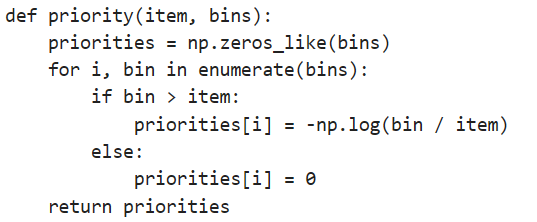 def priority(item, bins):
    priorities = np.zeros_like(bins)
    for i, bin in enumerate(bins):
        if bin > item:
            priorities[i] = -np.log(bin / item)
        else:
            priorities[i] = 0
    return priorities